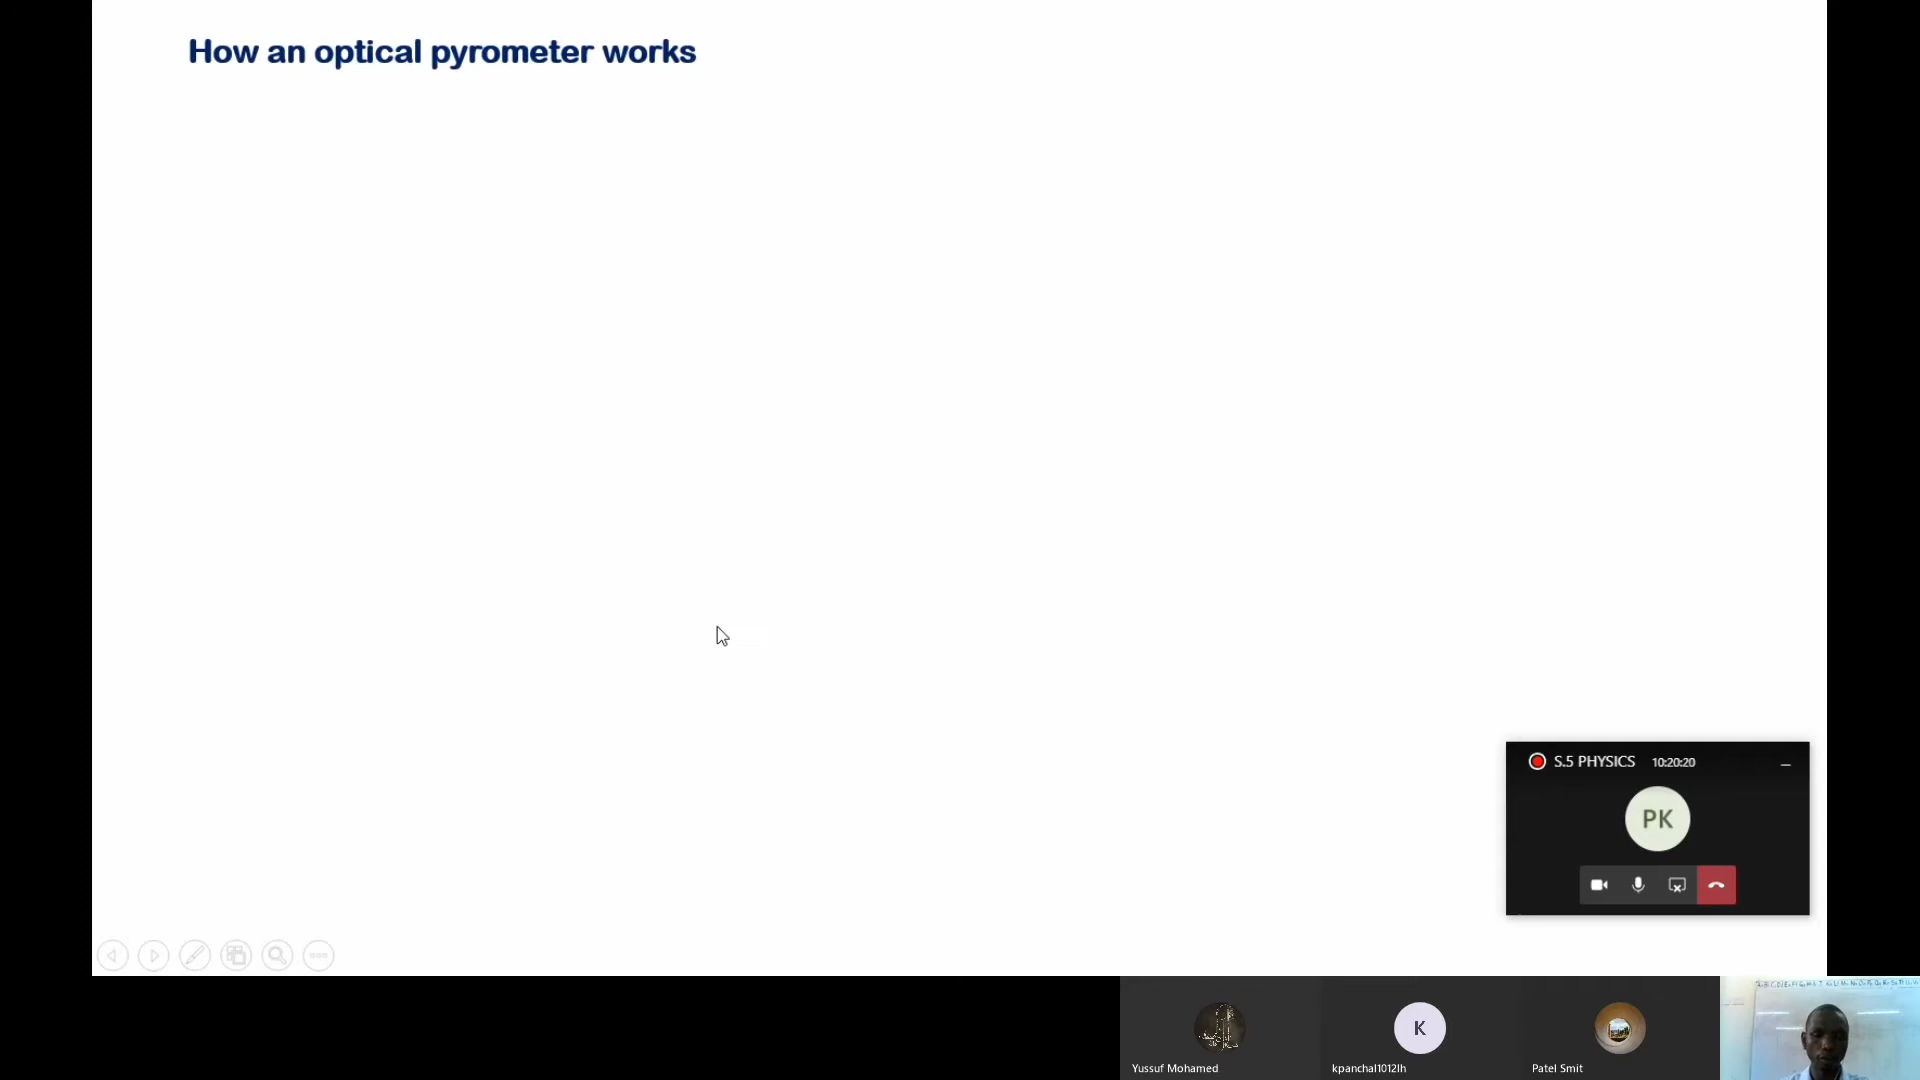 How an optical pyrometer works
S.5 PHYSICS 10:20:20
PK
K
Yussuf Mohamed
kpanchal1012lh
Patel Smit